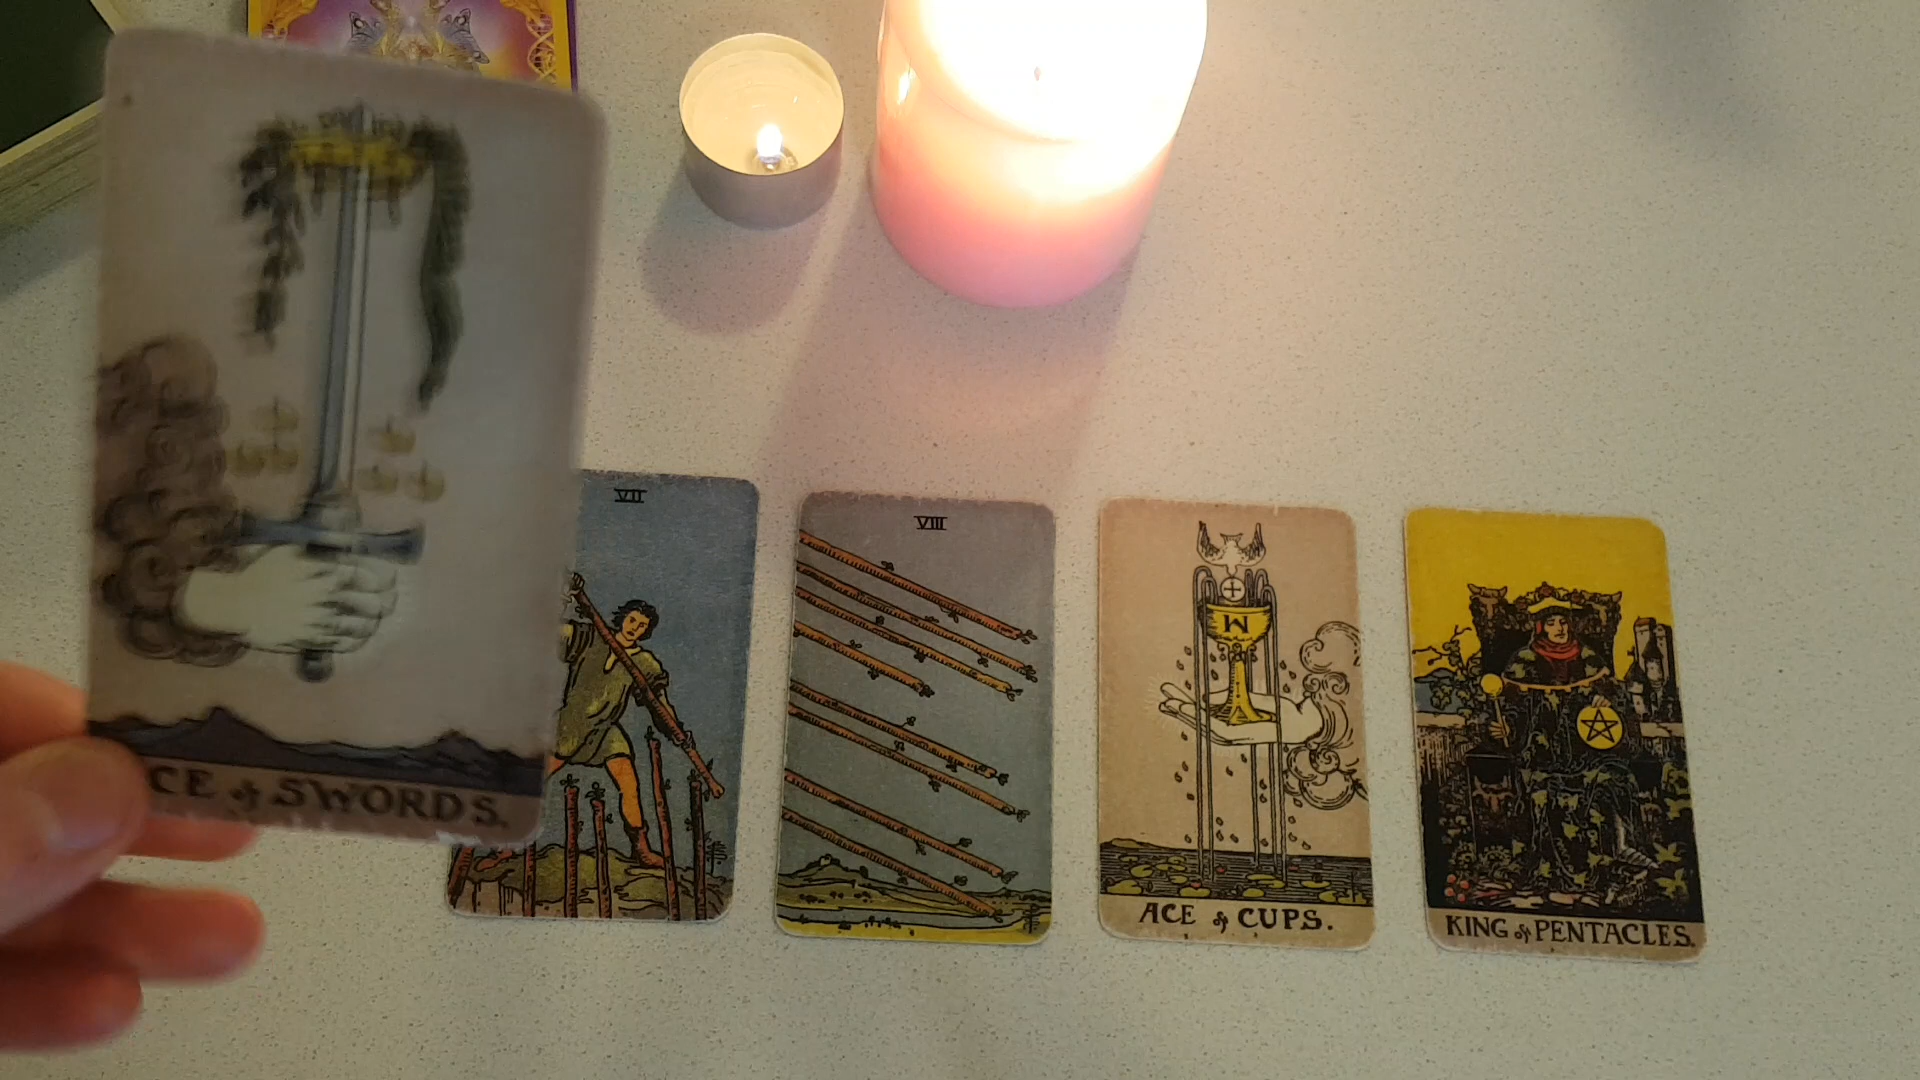 CE of SWORDS.
VII
VIII
ACE of CUPS.
KING of PENTACLES.